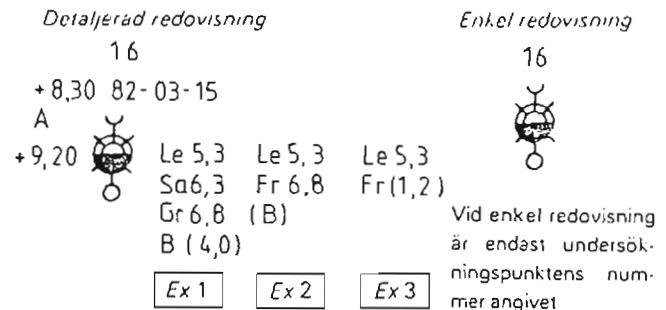 Detaljerad redovisning
Enkel redovisning
16
16
+8,30 82-03-15
A
+9,20
Le 5,3 Le 5,3 Le 5,3
Sa 6,3 Fr 6,8 Fr (1,2)
Gr 6,8 (B)
B (4,0)
Ex 1 Ex 2 Ex 3
Vid enkel redovisning
är endast undersök-
ningspunktens num-
mer angivet